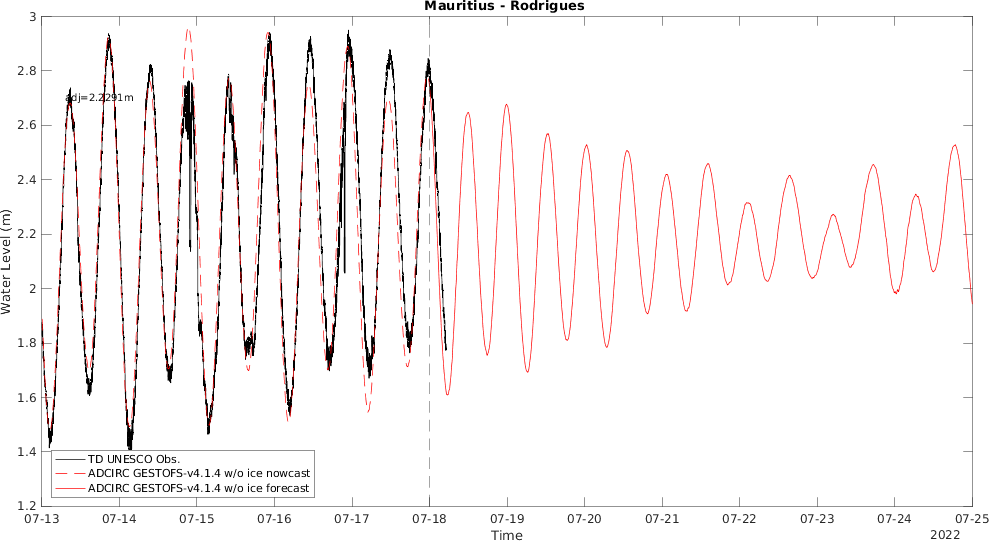 Mauritius - Rodrigues
3
2.8
2.6
2.4
2.2
2
1.8
1.6
1.4
1.2
Water Level (m)
adj=2.2291m
TD UNESCO Obs.
ADCIRC GESTOFS-v4.1.4 w/o ice nowcast
ADCIRC GESTOFS-v4.1.4 w/o ice forecast
07-13 07-14 07-15 07-16 07-17 07-18 07-19 07-20 07-21 07-22 07-23 07-24 07-25
Time
2022